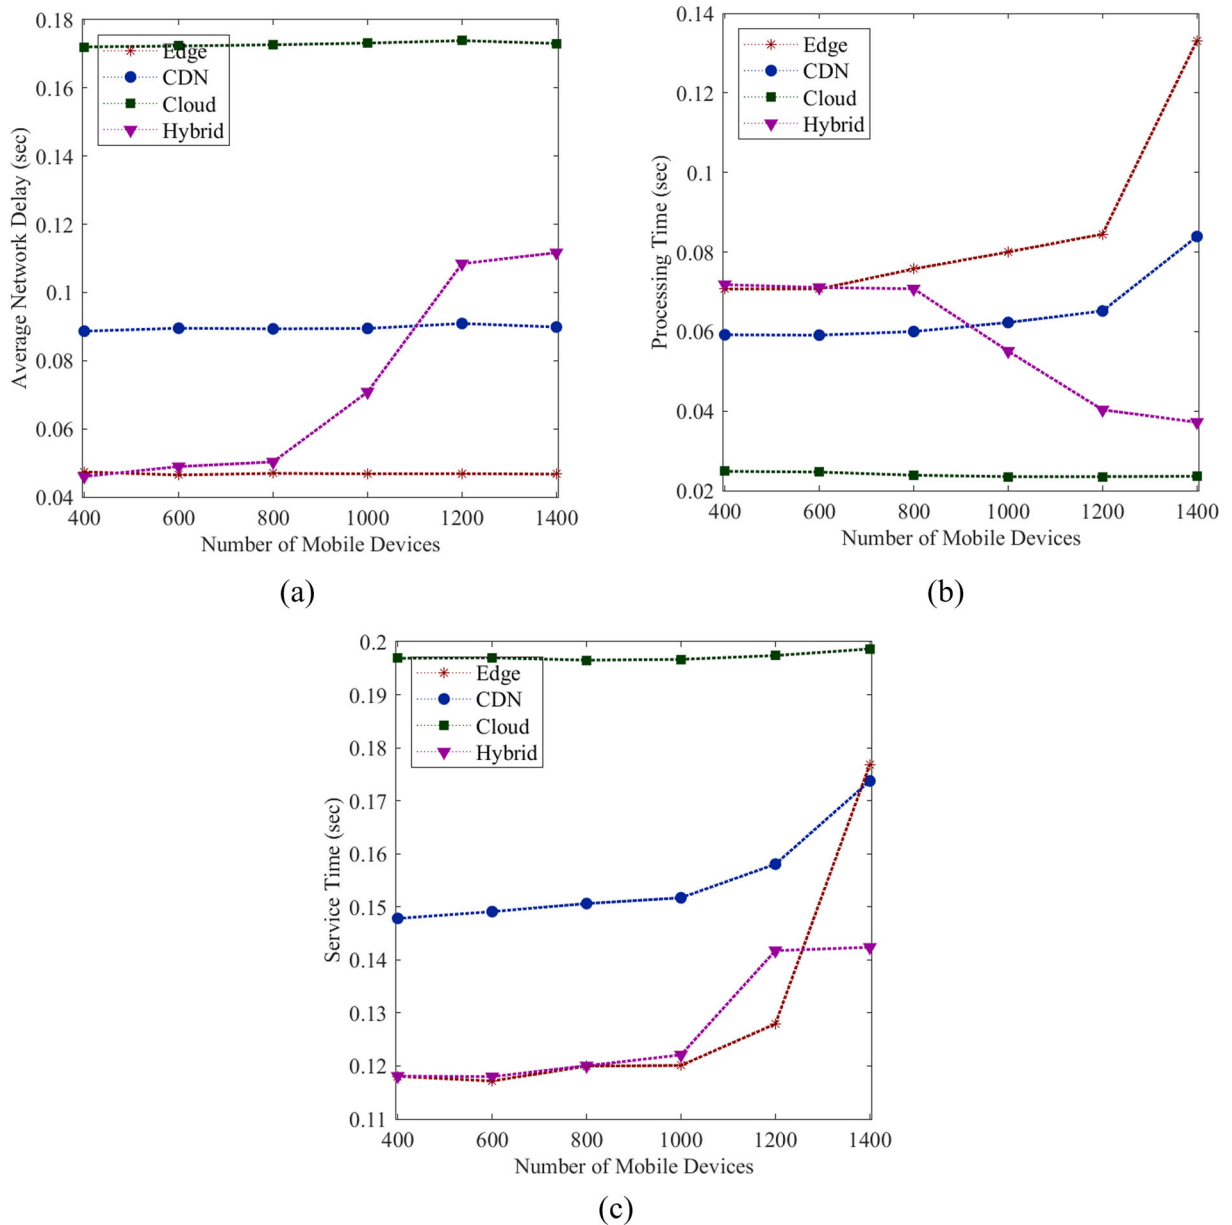 0.18
0.16
0.14
0.12
0.1
0.08
0.06
0.04
Average Network Delay (sec)
Edge
CDN
Cloud
Hybrid
400 600 800 1000 1200 1400
Number of Mobile Devices
(a)
0.14
0.12
0.1
0.08
0.06
0.04
0.02
Processing Time (sec)
Edge
CDN
Cloud
Hybrid
400 600 800 1000 1200 1400
Number of Mobile Devices
(b)
0.2
0.19
0.18
0.17
0.16
0.15
0.14
0.13
0.12
0.11
Service Time (sec)
Edge
CDN
Cloud
Hybrid
400 600 800 1000 1200 1400
Number of Mobile Devices
(c)